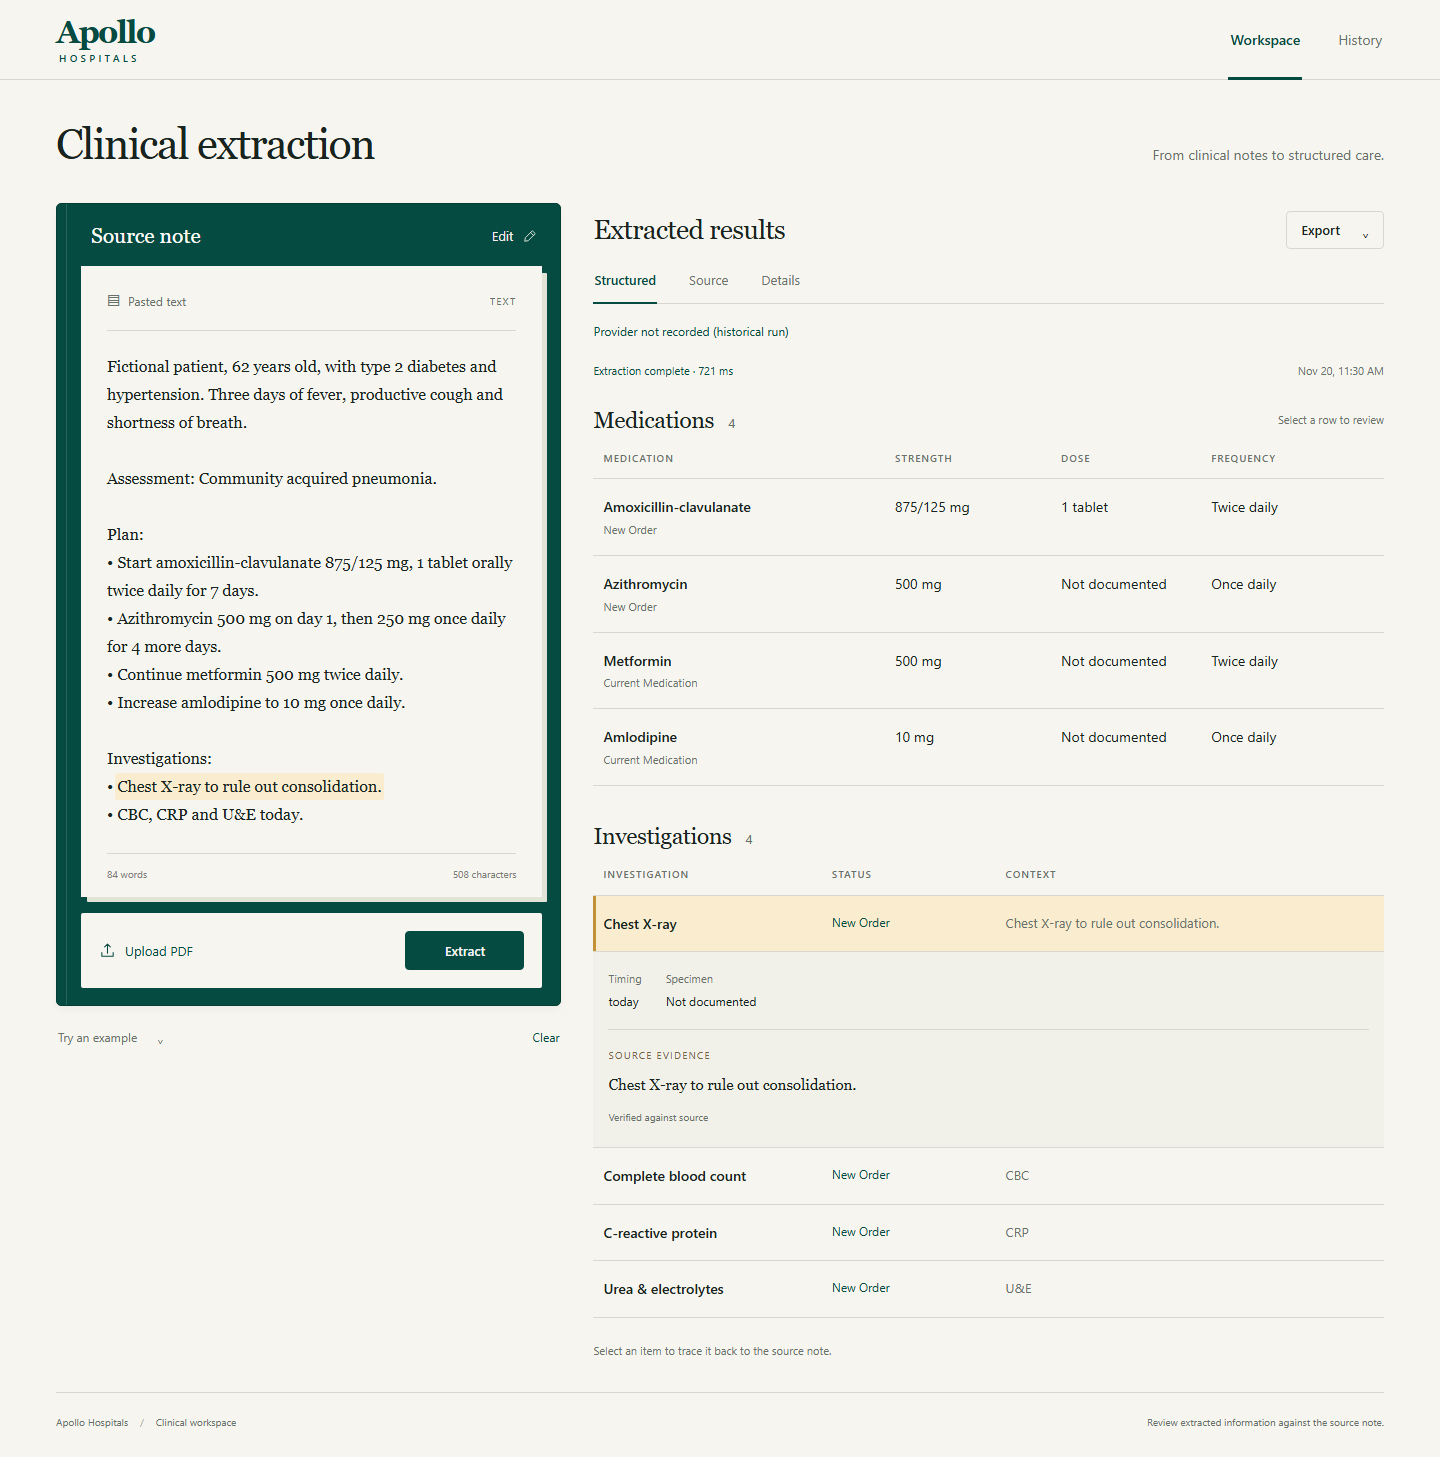 Apollo
HOSPITALS
Workspace
History
Clinical extraction
From clinical notes to structured care.
Source note
Edit
Pasted text
TEXT
Fictional patient, 62 years old, with type 2 diabetes and
hypertension. Three days of fever, productive cough and
shortness of breath.
Assessment: Community acquired pneumonia.
Plan:
• Start amoxicillin-clavulanate 875/125 mg, 1 tablet orally
twice daily for 7 days.
• Azithromycin 500 mg on day 1, then 250 mg once daily
for 4 more days.
• Continue metformin 500 mg twice daily.
• Increase amlodipine to 10 mg once daily.
Investigations:
• Chest X-ray to rule out consolidation.
• CBC, CRP and U&E today.
84 words
508 characters
Upload PDF
Extract
Try an example
Clear
Extracted results
Export
Structured
Source
Details
Provider not recorded (historical run)
Extraction complete · 721 ms
Nov 20, 11:30 AM
Medications 4
Select a row to review
MEDICATION STRENGTH DOSE FREQUENCY
Amoxicillin-clavulanate 875/125 mg 1 tablet Twice daily
New Order
Azithromycin 500 mg Not documented Once daily
New Order
Metformin 500 mg Not documented Twice daily
Current Medication
Amlodipine 10 mg Not documented Once daily
Current Medication
Investigations 4
INVESTIGATION STATUS CONTEXT
Chest X-ray New Order Chest X-ray to rule out consolidation.
Timing Specimen
today Not documented
SOURCE EVIDENCE
Chest X-ray to rule out consolidation.
Verified against source
Complete blood count New Order CBC
C-reactive protein New Order CRP
Urea & electrolytes New Order U&E
Select an item to trace it back to the source note.
Apollo Hospitals / Clinical workspace
Review extracted information against the source note.